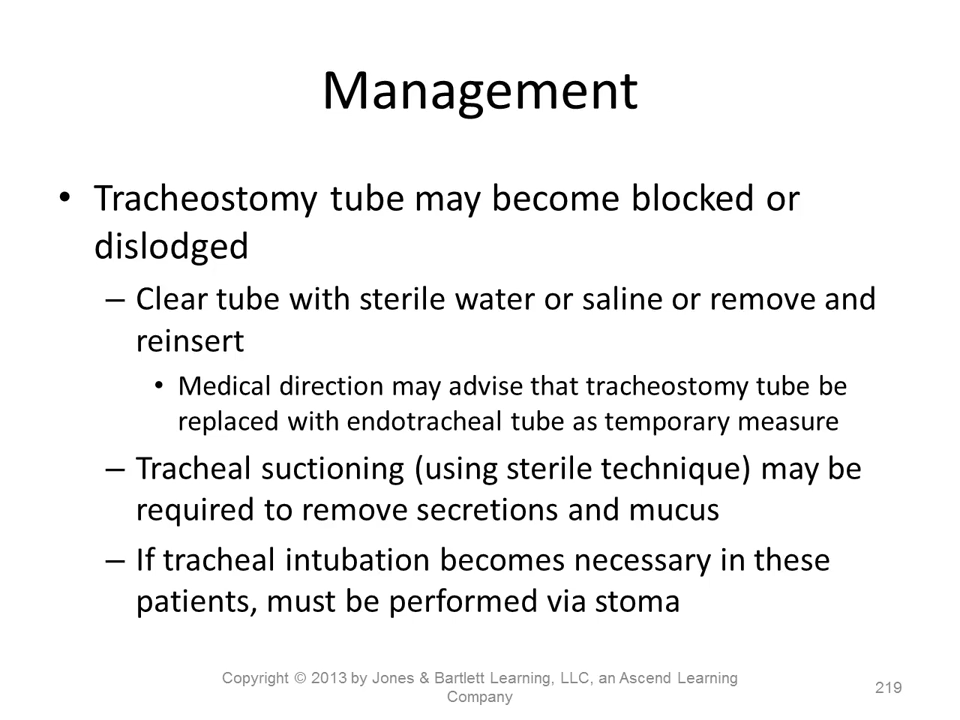 Management
• Tracheostomy tube may become blocked or
dislodged
– Clear tube with sterile water or saline or remove and
reinsert
• Medical direction may advise that tracheostomy tube be
replaced with endotracheal tube as temporary measure
– Tracheal suctioning (using sterile technique) may be
required to remove secretions and mucus
– If tracheal intubation becomes necessary in these
patients, must be performed via stoma
Copyright © 2013 by Jones & Bartlett Learning, LLC, an Ascend Learning
Company
219